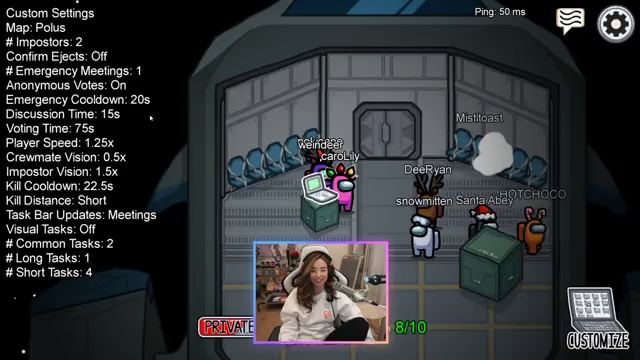 Custom Settings
Map: Polus
# Impostors: 2
Confirm Ejects: Off
# Emergency Meetings: 1
Anonymous Votes: On
Emergency Cooldown: 20s
Discussion Time: 15s
Voting Time: 75s
Player Speed: 1.25x
Crewmate Vision: 0.5x
Impostor Vision: 1.5x
Kill Cooldown: 22.5s
Kill Distance: Short
Task Bar Updates: Meetings
Visual Tasks: Off
# Common Tasks: 2
# Long Tasks: 1
# Short Tasks: 4
Ping: 50 ms
Mistltoast
weindeer
caroLily
DeeRyan
HOTCHOCO
snowmitten Santa Abey
PRIVATE
8/10
CUSTOMIZE